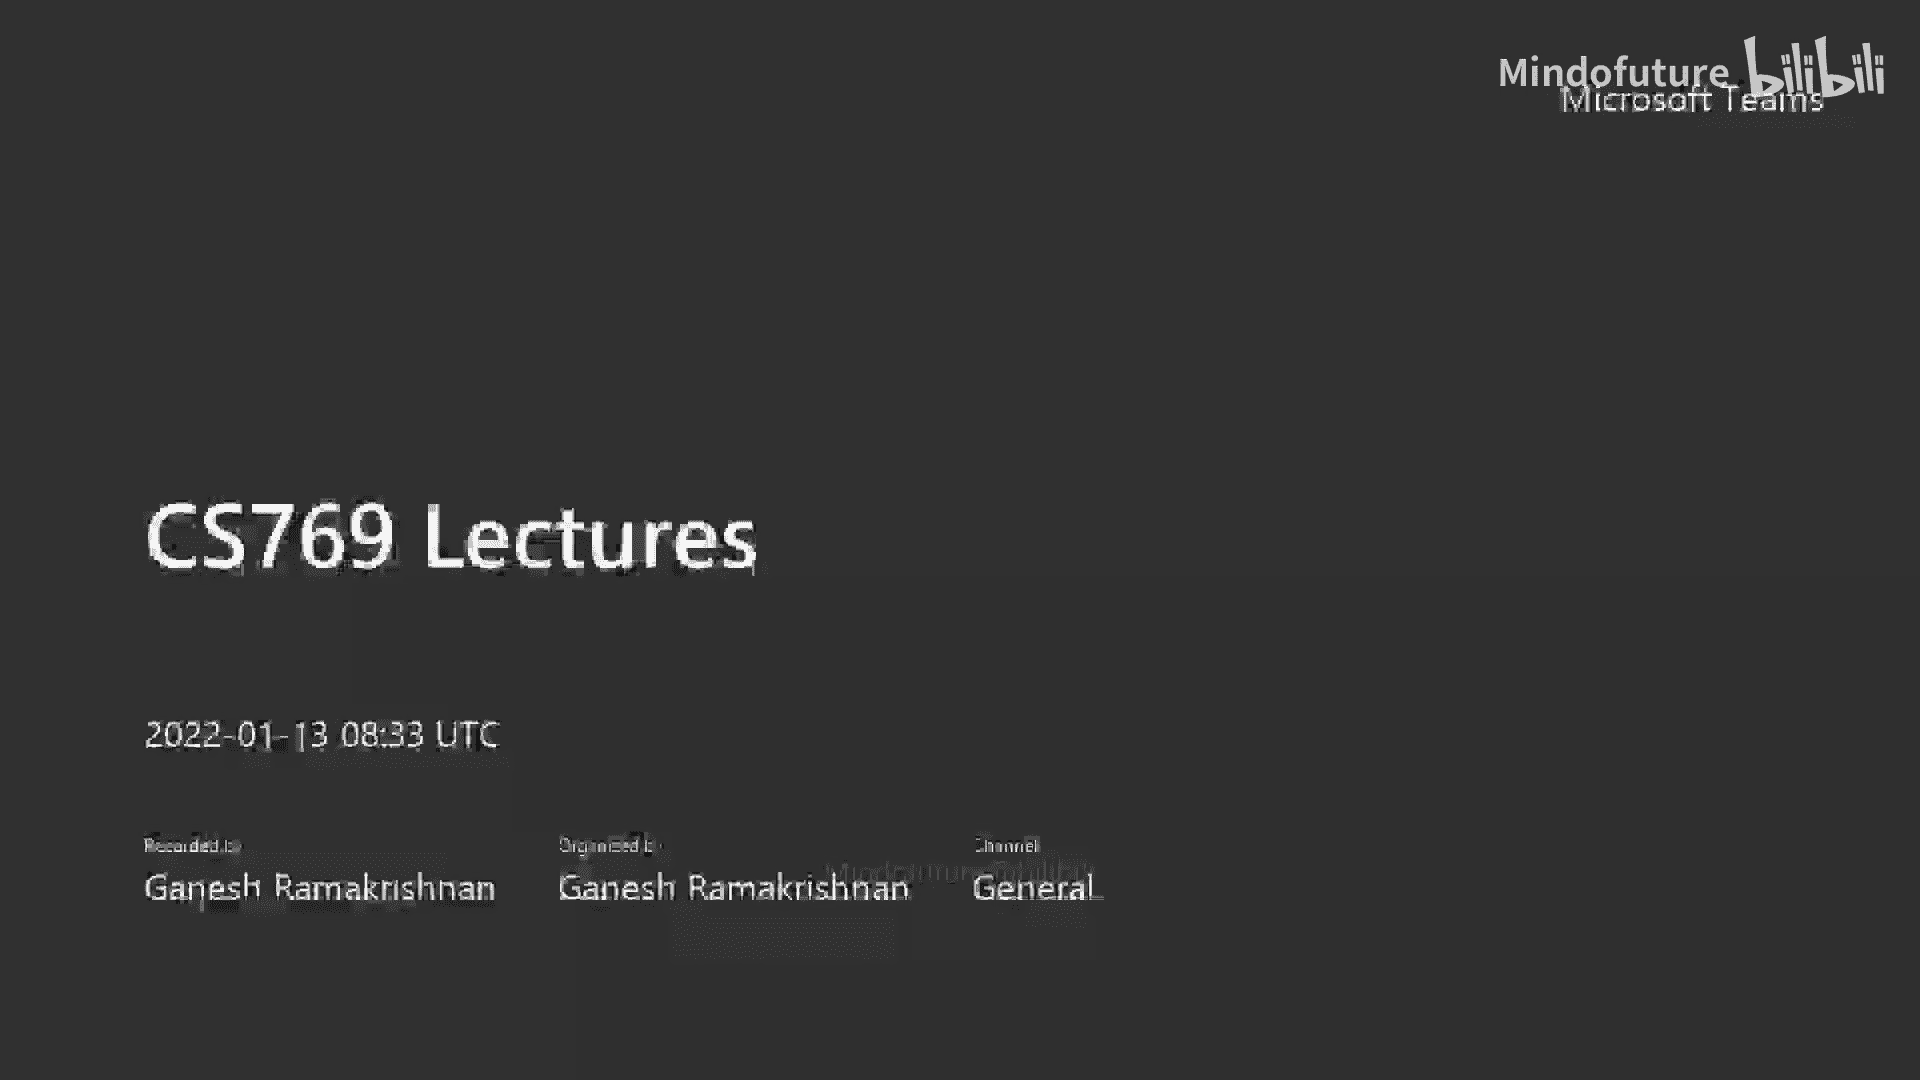 Mindofuture bilibili
Microsoft Teams
CS769 Lectures
2022-01-13 08:33 UTC
Recorded by Organized by Channel
Ganesh Ramakrishnan Ganesh Ramakrishnan General